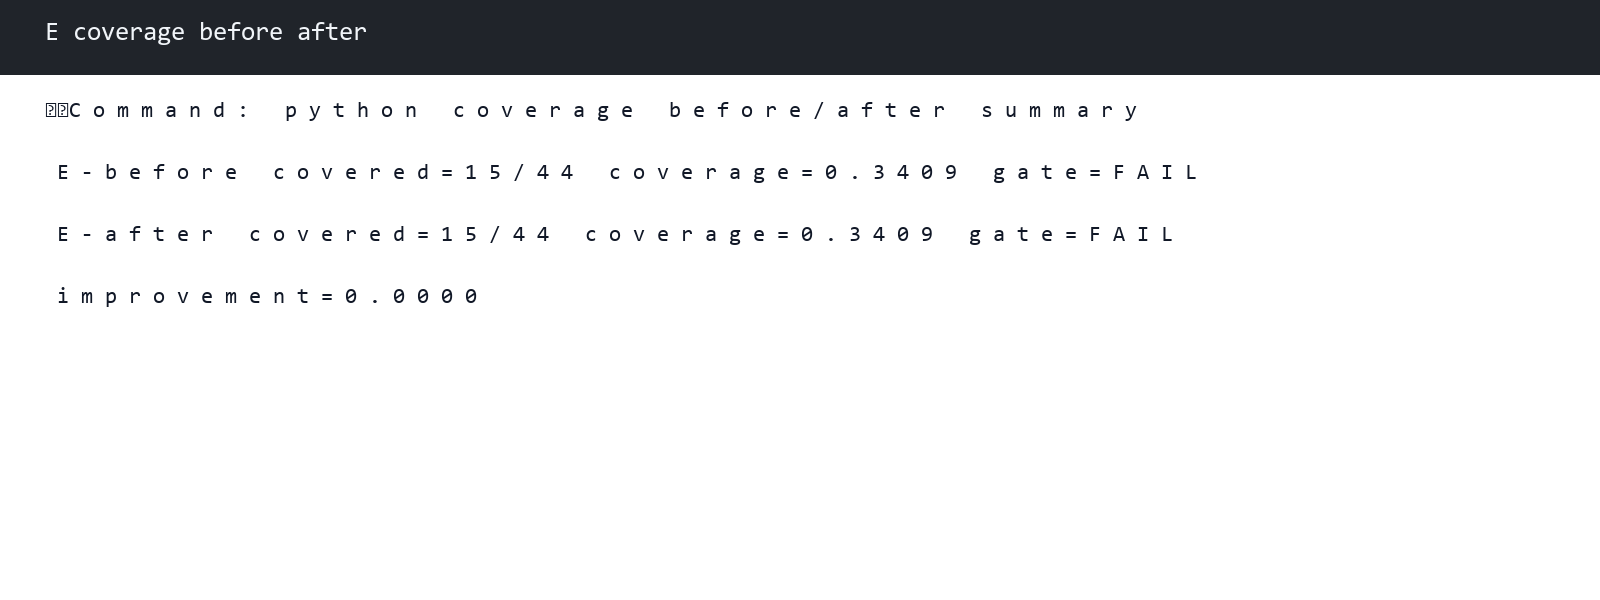 E coverage before after
Command: python coverage before/after summary
E-before covered=15/44 coverage=0.3409 gate=FAIL
E-after covered=15/44 coverage=0.3409 gate=FAIL
improvement=0.0000